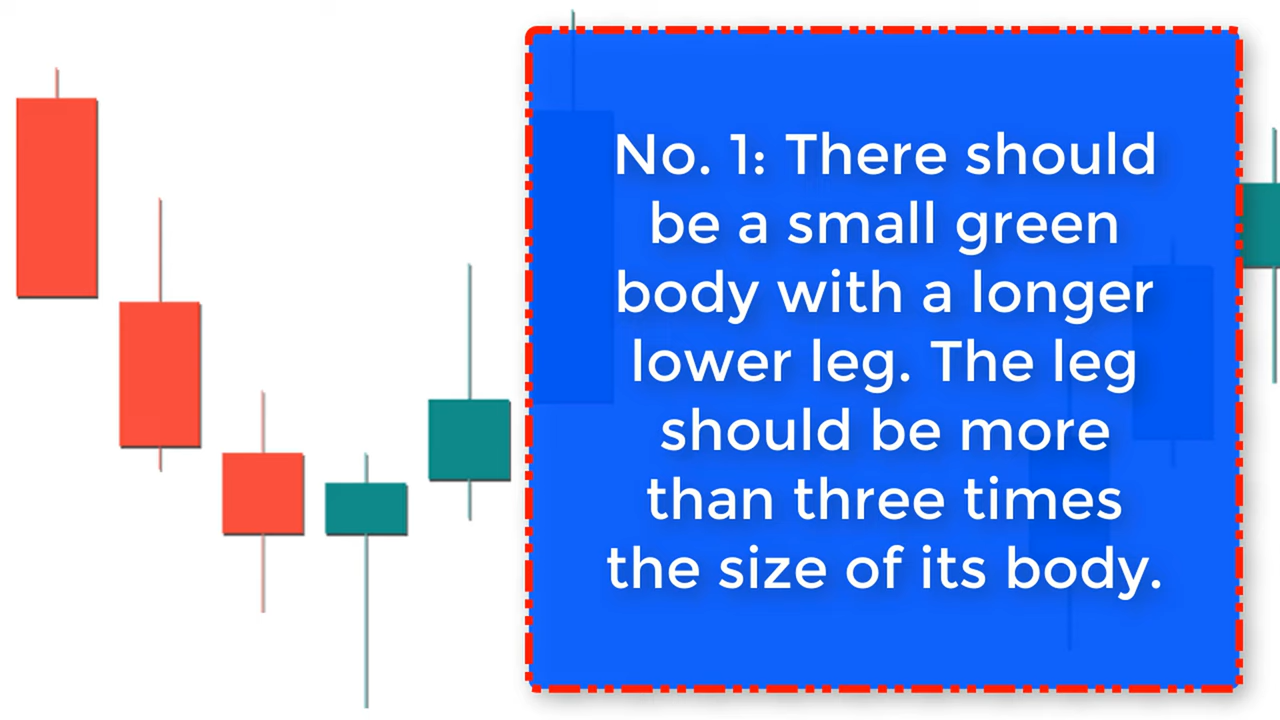 No. 1: There should
be a small green
body with a longer
lower leg. The leg
should be more
than three times
the size of its body.